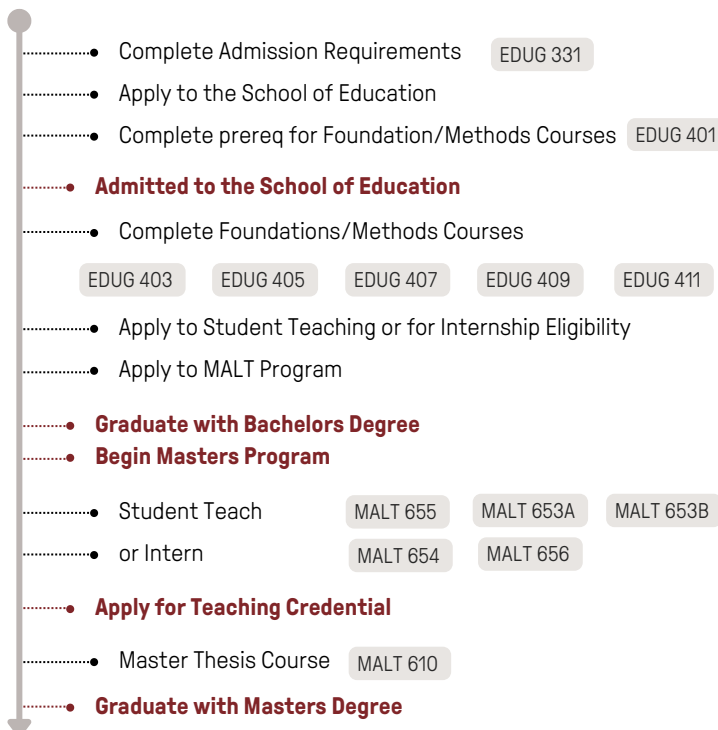 Complete Admission Requirements EDUG 331
Apply to the School of Education
Complete prereq for Foundation/Methods Courses EDUG 401
Admitted to the School of Education
Complete Foundations/Methods Courses
EDUG 403 EDUG 405 EDUG 407 EDUG 409 EDUG 411
Apply to Student Teaching or for Internship Eligibility
Apply to MALT Program
Graduate with Bachelors Degree
Begin Masters Program
Student Teach MALT 655 MALT 653A MALT 653B
or Intern MALT 654 MALT 656
Apply for Teaching Credential
Master Thesis Course MALT 610
Graduate with Masters Degree